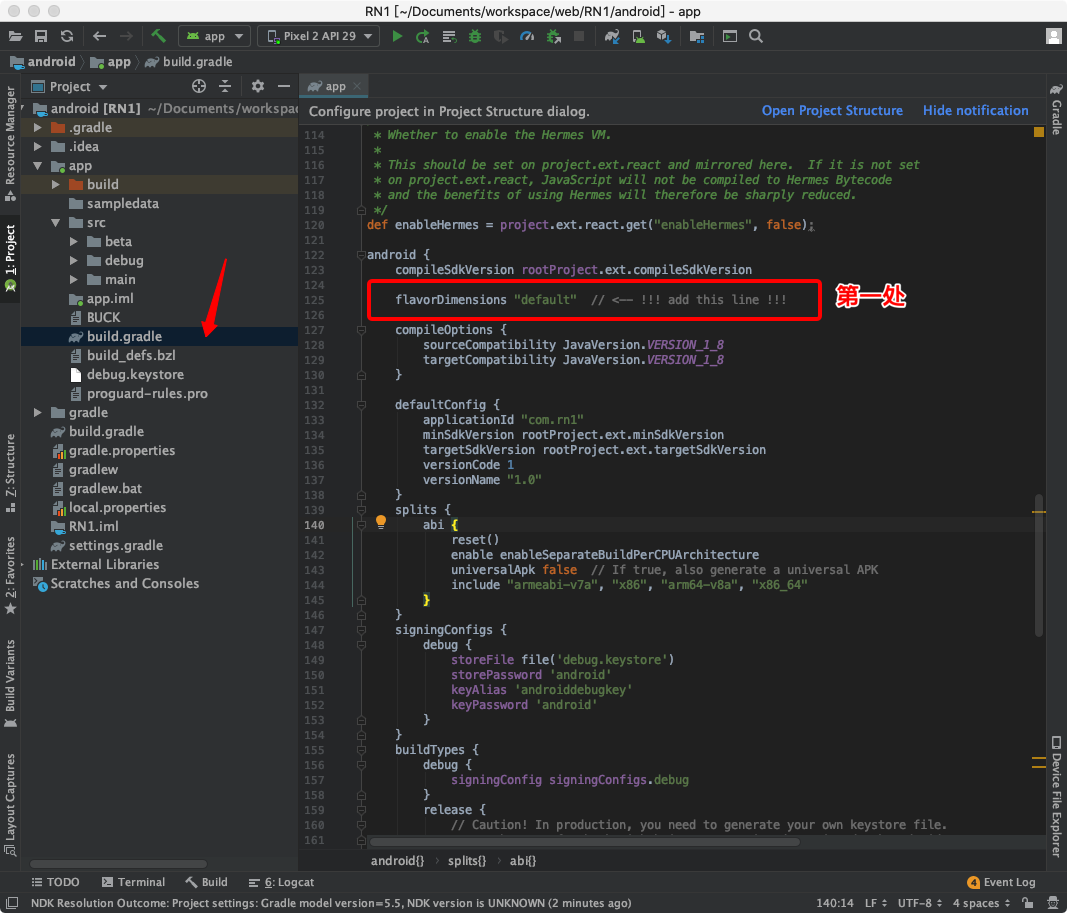 RN1 [~/Documents/workspace/web/RN1/android] - app
app
Pixel 2 API 29
android
app
build.gradle
Resource Manager
1: Project
Z: Structure
2: Favorites
Build Variants
Layout Captures
Project
android [RN1] ~/Documents/workspac
.gradle
.idea
app
build
sampledata
src
beta
debug
main
app.iml
BUCK
build.gradle
build_defs.bzl
debug.keystore
proguard-rules.pro
gradle
build.gradle
gradle.properties
gradlew
gradlew.bat
local.properties
RN1.iml
settings.gradle
External Libraries
Scratches and Consoles
app
Configure project in Project Structure dialog.
Open Project Structure
Hide notification
114 * Whether to enable the Hermes VM.
115 *
116 * This should be set on project.ext.react and mirrored here.  If it is not set
117 * on project.ext.react, JavaScript will not be compiled to Hermes Bytecode
118 * and the benefits of using Hermes will therefore be sharply reduced.
119 */
120 def enableHermes = project.ext.react.get("enableHermes", false);
121
122 android {
123 compileSdkVersion rootProject.ext.compileSdkVersion
124
125 flavorDimensions "default"  // <-- !!! add this line !!!
第一处
126
127 compileOptions {
128 sourceCompatibility JavaVersion.VERSION_1_8
129 targetCompatibility JavaVersion.VERSION_1_8
130 }
131
132 defaultConfig {
133 applicationId "com.rn1"
134 minSdkVersion rootProject.ext.minSdkVersion
135 targetSdkVersion rootProject.ext.targetSdkVersion
136 versionCode 1
137 versionName "1.0"
138 }
139 splits {
140 abi {
141 reset()
142 enable enableSeparateBuildPerCPUArchitecture
143 universalApk false  // If true, also generate a universal APK
144 include "armeabi-v7a", "x86", "arm64-v8a", "x86_64"
145 }
146 }
147 signingConfigs {
148 debug {
149 storeFile file('debug.keystore')
150 storePassword 'android'
151 keyAlias 'androiddebugkey'
152 keyPassword 'android'
153 }
154 }
155 buildTypes {
156 debug {
157 signingConfig signingConfigs.debug
158 }
159 release {
160 // Caution! In production, you need to generate your own keystore file.
161
android{} › splits{} › abi{}
Gradle
Device File Explorer
TODO
Terminal
Build
6: Logcat
4 Event Log
NDK Resolution Outcome: Project settings: Gradle model version=5.5, NDK version is UNKNOWN (2 minutes ago)
140:14
LF
UTF-8
4 spaces